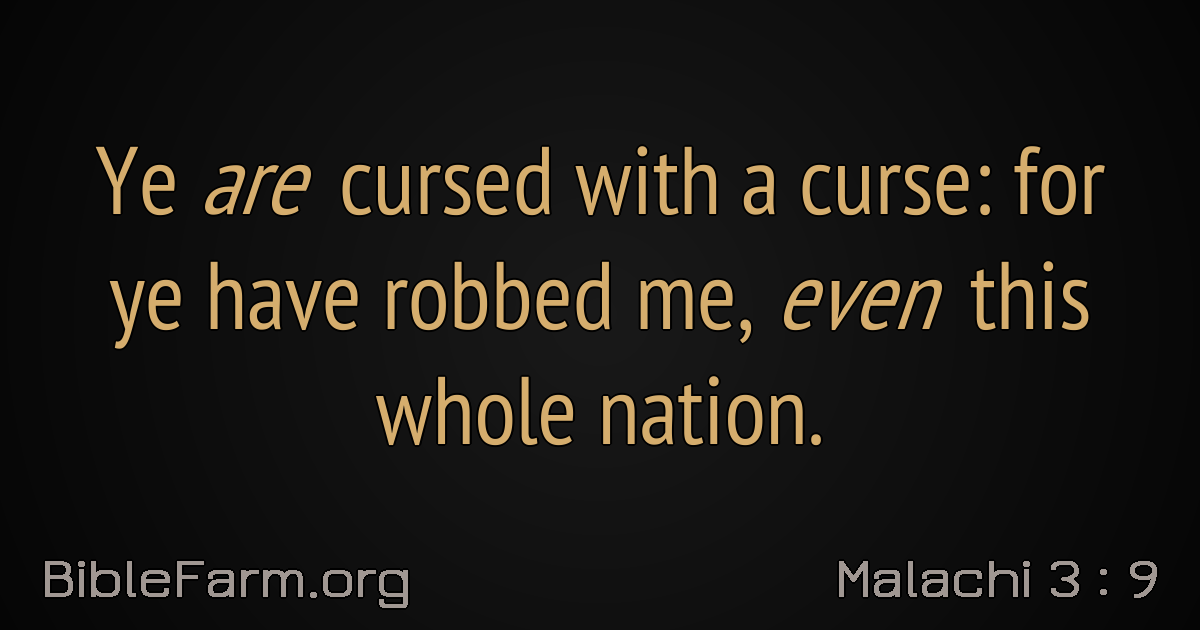 Ye are cursed with a curse: for
ye have robbed me, even this
whole nation.
BibleFarm.org
Malachi 3 : 9